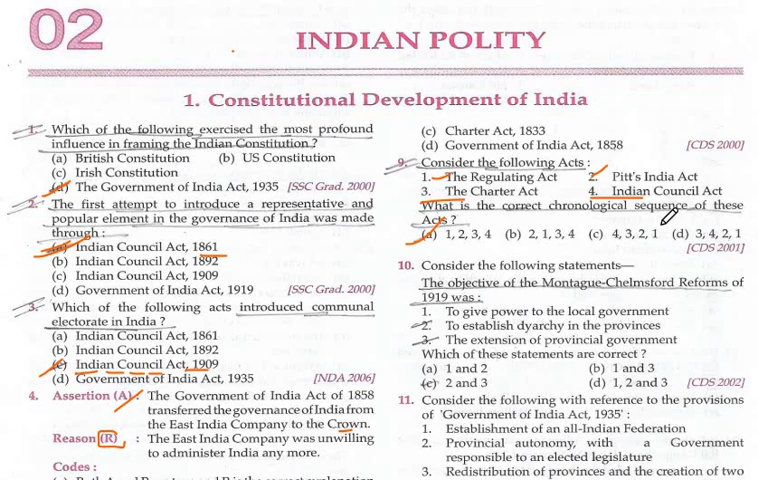 02
INDIAN POLITY
1. Constitutional Development of India
1. Which of the following exercised the most profound
influence in framing the Indian Constitution ?
(a) British Constitution (b) US Constitution
(c) Irish Constitution
(d) The Government of India Act, 1935 [SSC Grad. 2000]
2. The first attempt to introduce a representative and
popular element in the governance of India was made
through :
(a) Indian Council Act, 1861
(b) Indian Council Act, 1892
(c) Indian Council Act, 1909
(d) Government of India Act, 1919 [SSC Grad. 2000]
3. Which of the following acts introduced communal
electorate in India ?
(a) Indian Council Act, 1861
(b) Indian Council Act, 1892
(c) Indian Council Act, 1909
(d) Government of India Act, 1935 [NDA 2006]
4. Assertion (A) : The Government of India Act of 1858
transferred the governance of India from
the East India Company to the Crown.
Reason (R) : The East India Company was unwilling
to administer India any more.
Codes :
(c) Charter Act, 1833
(d) Government of India Act, 1858 [CDS 2000]
9. Consider the following Acts :
1. The Regulating Act 2. Pitt's India Act
3. The Charter Act 4. Indian Council Act
What is the correct chronological sequence of these
Acts ?
(a) 1, 2, 3, 4 (b) 2, 1, 3, 4 (c) 4, 3, 2, 1 (d) 3, 4, 2, 1
[CDS 2001]
10. Consider the following statements—
The objective of the Montague-Chelmsford Reforms of
1919 was :
1. To give power to the local government
2. To establish dyarchy in the provinces
3. The extension of provincial government
Which of these statements are correct ?
(a) 1 and 2 (b) 1 and 3
(c) 2 and 3 (d) 1, 2 and 3 [CDS 2002]
11. Consider the following with reference to the provisions
of 'Government of India Act, 1935' :
1. Establishment of an all-Indian Federation
2. Provincial autonomy, with a Government
responsible to an elected legislature
3. Redistribution of provinces and the creation of two